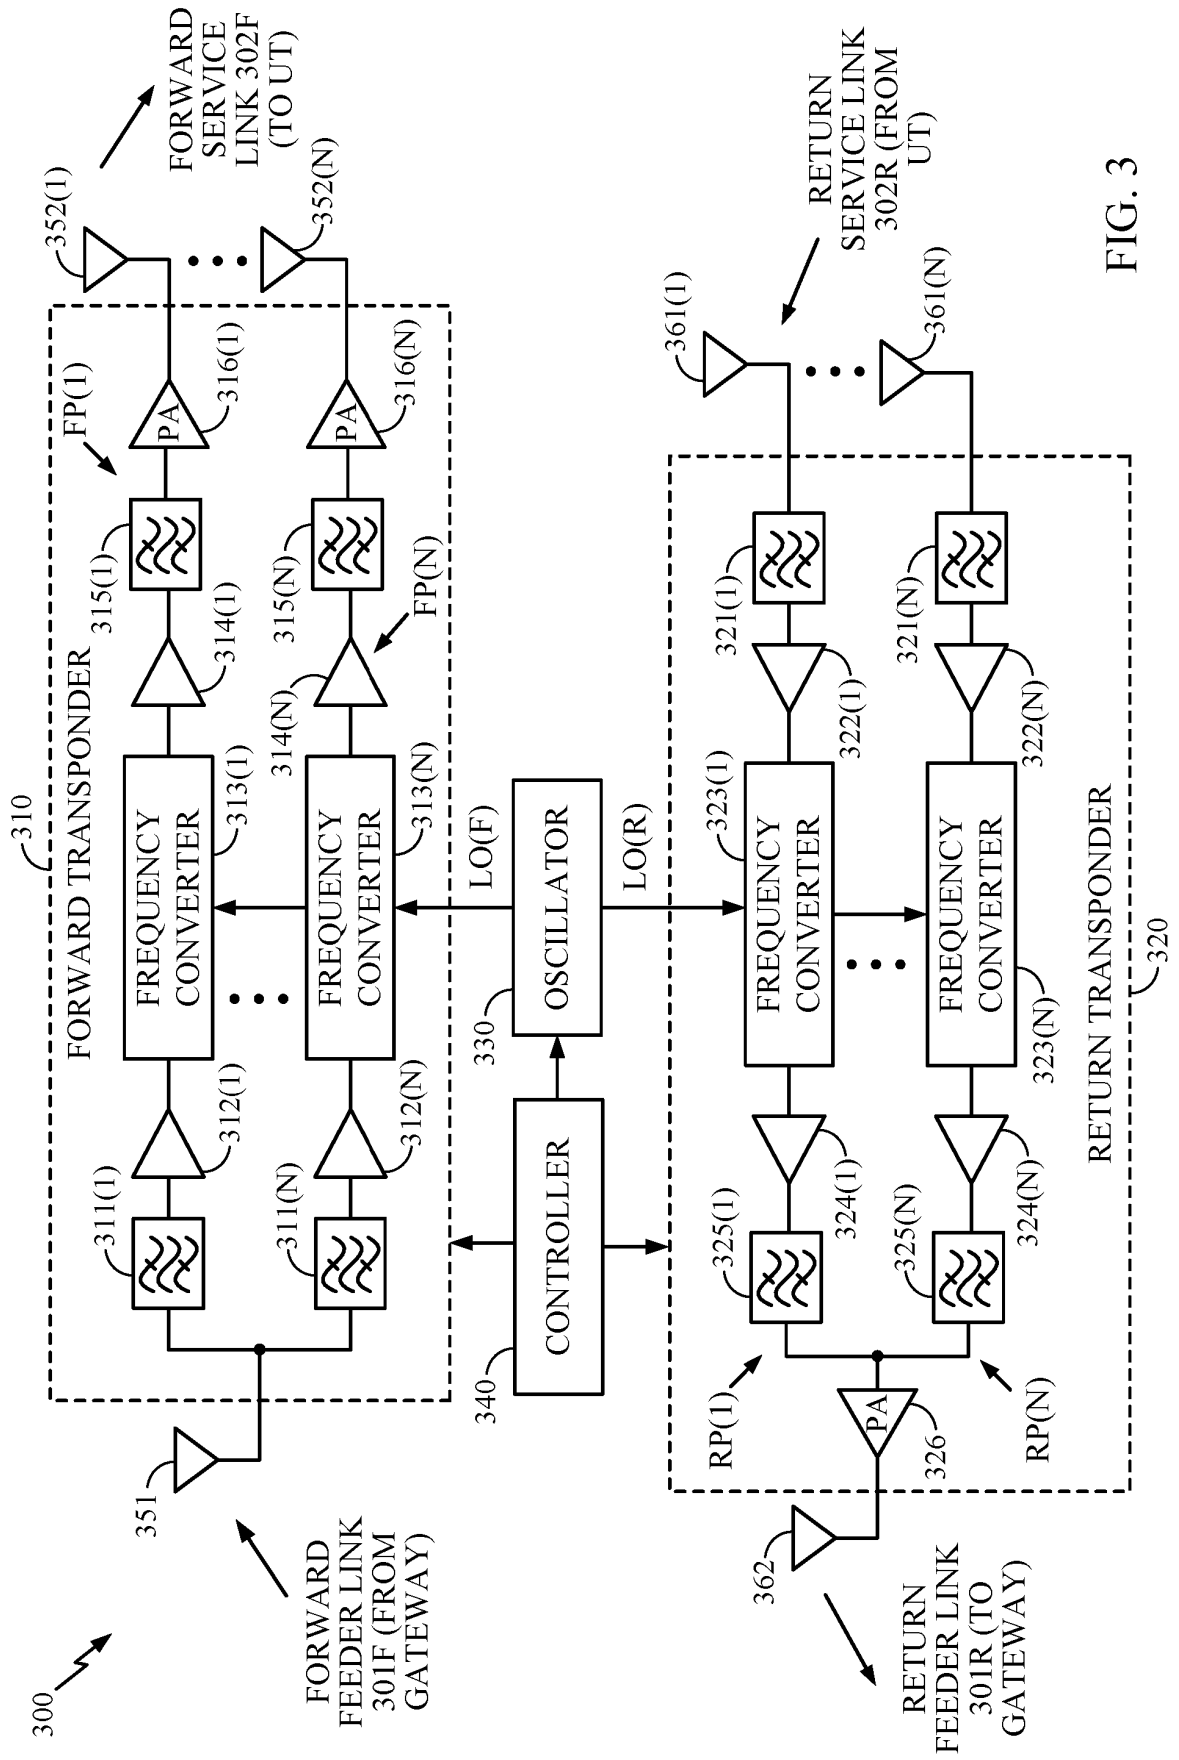 300
FORWARD
FEEDER LINK
301F (FROM
GATEWAY)
351
310
FORWARD TRANSPONDER
311(1)
312(1)
FREQUENCY
CONVERTER
313(1)
314(1)
315(1)
FP(1)
PA
316(1)
352(1)
FORWARD
SERVICE
LINK 302F
(TO UT)
311(N)
312(N)
FREQUENCY
CONVERTER
313(N)
314(N)
315(N)
FP(N)
PA
316(N)
352(N)
LO(F)
340
CONTROLLER
330
OSCILLATOR
LO(R)
RETURN
SERVICE LINK
302R (FROM
UT)
361(1)
321(1)
322(1)
323(1)
FREQUENCY
CONVERTER
324(1)
325(1)
RP(1)
361(N)
321(N)
322(N)
FREQUENCY
CONVERTER
323(N)
324(N)
325(N)
RP(N)
PA
326
362
RETURN
FEEDER LINK
301R (TO
GATEWAY)
RETURN TRANSPONDER
320
FIG. 3